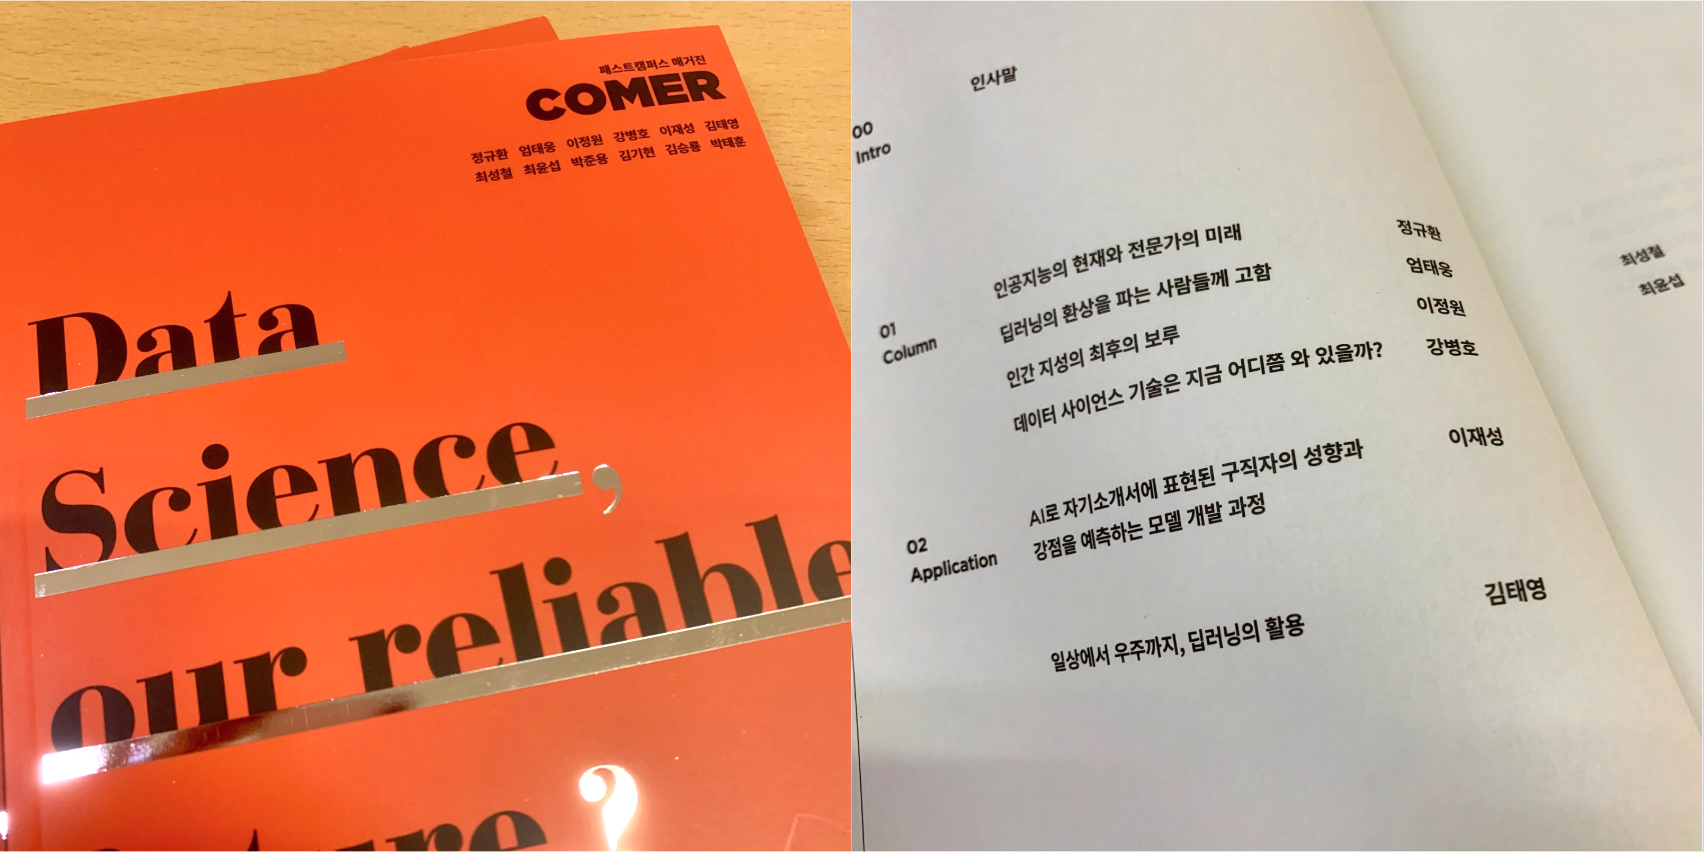 패스트캠퍼스 매거진
COMER
정규환 엄태웅 이정원 강병호 이재성 김태영
최성철 최윤섭 박준용 김기현 김승룡 박태훈
Data
Science,
our reliable
?
인사말
00
Intro
인공지능의 현재와 전문가의 미래 정규환
딥러닝의 환상을 파는 사람들께 고함 엄태웅
01
Column
인간 지성의 최후의 보루 이정원
데이터 사이언스 기술은 지금 어디쯤 와 있을까? 강병호
02
Application
AI로 자기소개서에 표현된 구직자의 성향과 이재성
강점을 예측하는 모델 개발 과정
일상에서 우주까지, 딥러닝의 활용 김태영
최성철
최윤섭